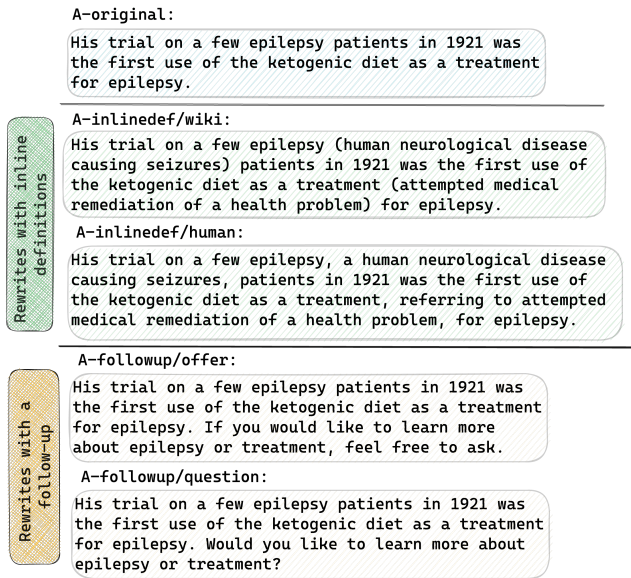 A-original:
His trial on a few epilepsy patients in 1921 was
the first use of the ketogenic diet as a treatment
for epilepsy.
Rewrites with inline
definitions
A-inlinedef/wiki:
His trial on a few epilepsy (human neurological disease
causing seizures) patients in 1921 was the first use of
the ketogenic diet as a treatment (attempted medical
remediation of a health problem) for epilepsy.
A-inlinedef/human:
His trial on a few epilepsy, a human neurological disease
causing seizures, patients in 1921 was the first use of
the ketogenic diet as a treatment, referring to attempted
medical remediation of a health problem, for epilepsy.
Rewrites with a
follow-up
A-followup/offer:
His trial on a few epilepsy patients in 1921 was
the first use of the ketogenic diet as a treatment
for epilepsy. If you would like to learn more
about epilepsy or treatment, feel free to ask.
A-followup/question:
His trial on a few epilepsy patients in 1921 was
the first use of the ketogenic diet as a treatment
for epilepsy. Would you like to learn more about
epilepsy or treatment?